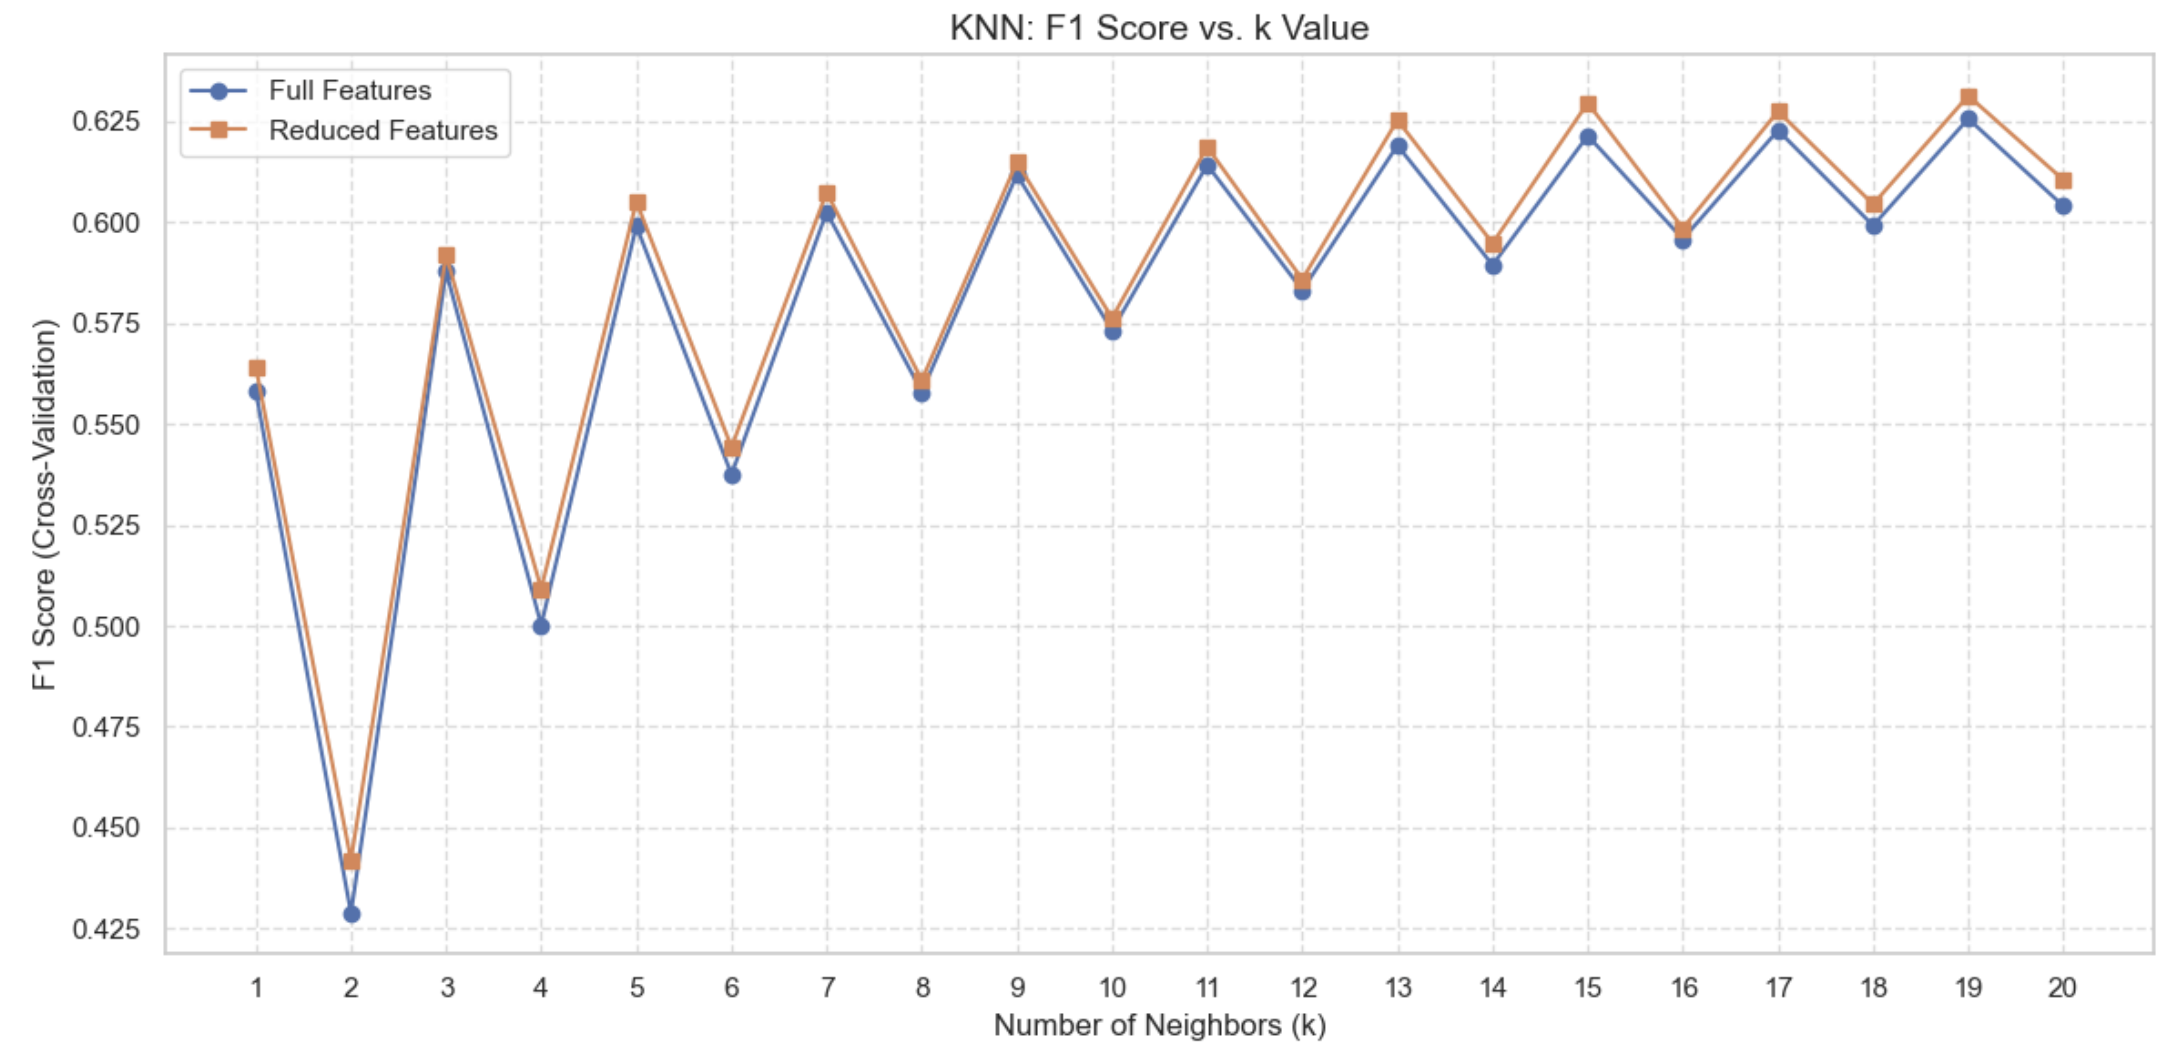 KNN: F1 Score vs. k Value
Full Features
Reduced Features
F1 Score (Cross-Validation)
0.625
0.600
0.575
0.550
0.525
0.500
0.475
0.450
0.425
1 2 3 4 5 6 7 8 9 10 11 12 13 14 15 16 17 18 19 20
Number of Neighbors (k)